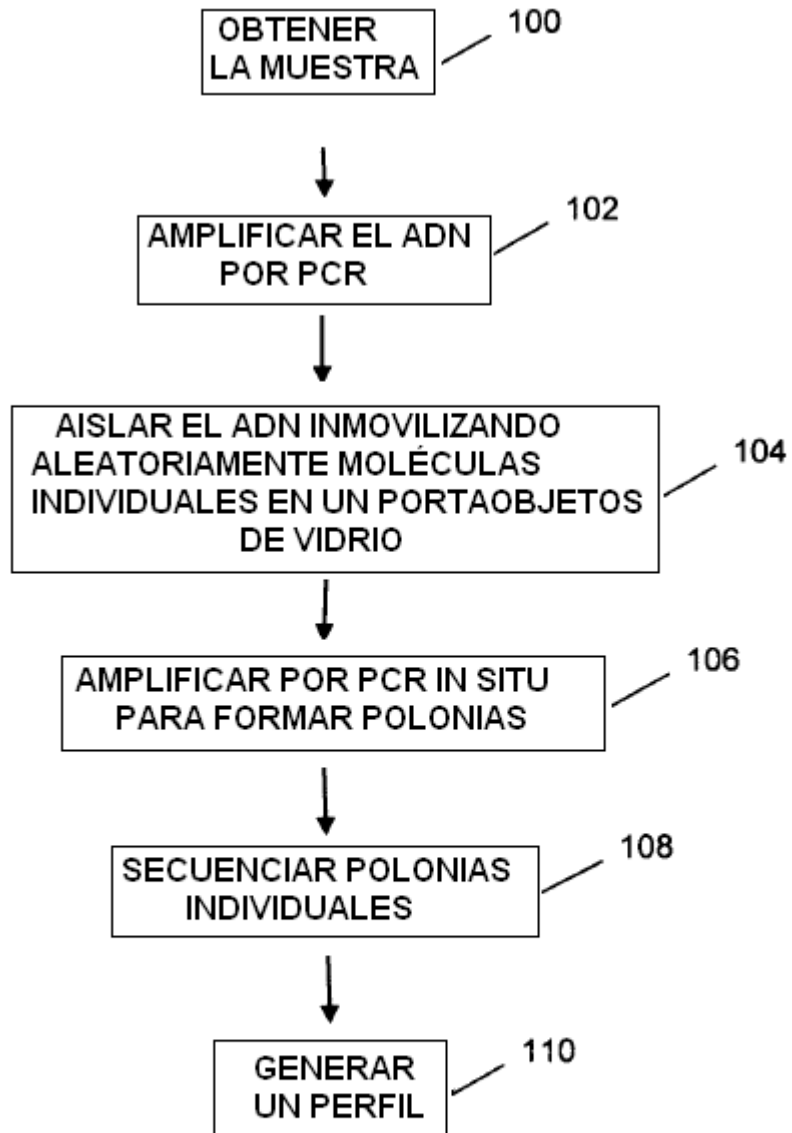 OBTENER
LA MUESTRA
100
AMPLIFICAR EL ADN
POR PCR
102
AISLAR EL ADN INMOVILIZANDO
ALEATORIAMENTE MOLÉCULAS
INDIVIDUALES EN UN PORTAOBJETOS
DE VIDRIO
104
AMPLIFICAR POR PCR IN SITU
PARA FORMAR POLONIAS
106
SECUENCIAR POLONIAS
INDIVIDUALES
108
GENERAR
UN PERFIL
110